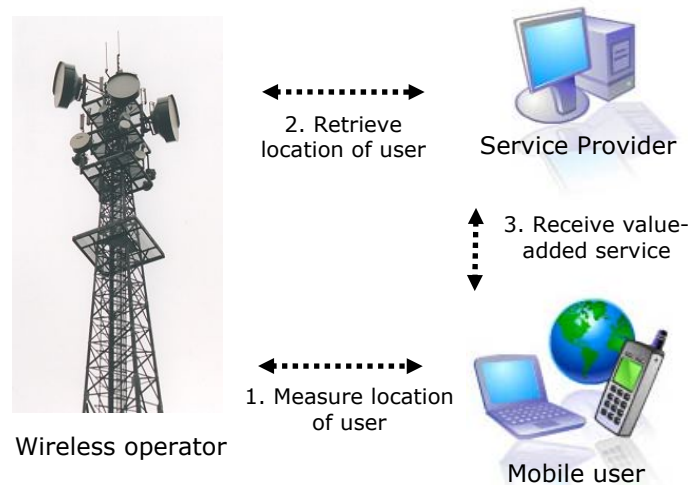 2. Retrieve
location of user
Service Provider
3. Receive value-
added service
1. Measure location
of user
Wireless operator
Mobile user